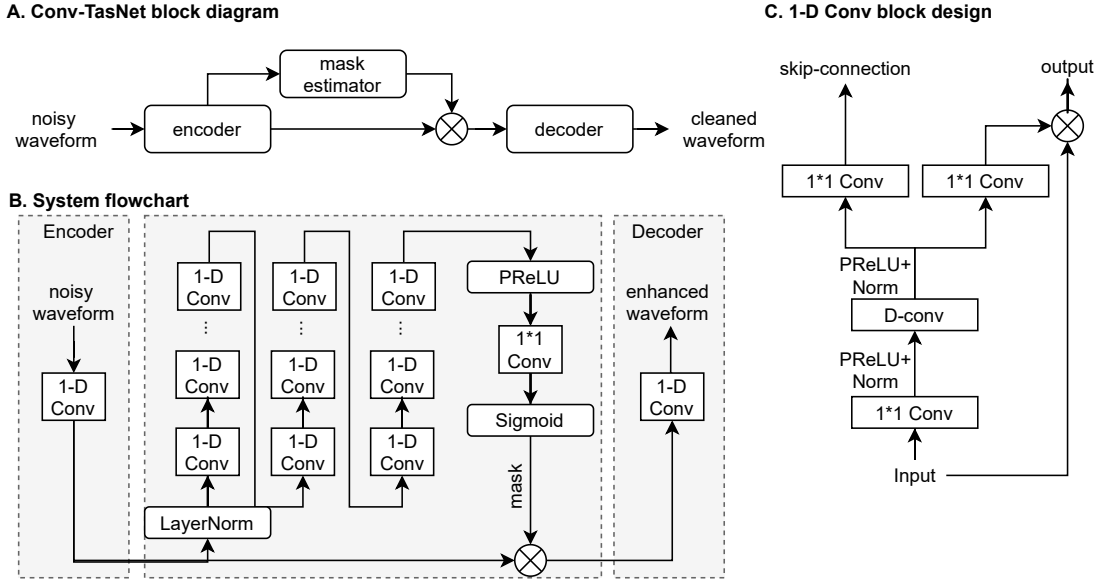 A. Conv-TasNet block diagram
noisy
waveform
encoder
mask
estimator
decoder
cleaned
waveform
B. System flowchart
Encoder
noisy
waveform
1-D
Conv
1-D
Conv
⋮
1-D
Conv
1-D
Conv
LayerNorm
1-D
Conv
⋮
1-D
Conv
1-D
Conv
1-D
Conv
⋮
1-D
Conv
1-D
Conv
PReLU
1*1
Conv
Sigmoid
mask
Decoder
enhanced
waveform
1-D
Conv
C. 1-D Conv block design
skip-connection
output
1*1 Conv
1*1 Conv
PReLU+
Norm
D-conv
PReLU+
Norm
1*1 Conv
Input